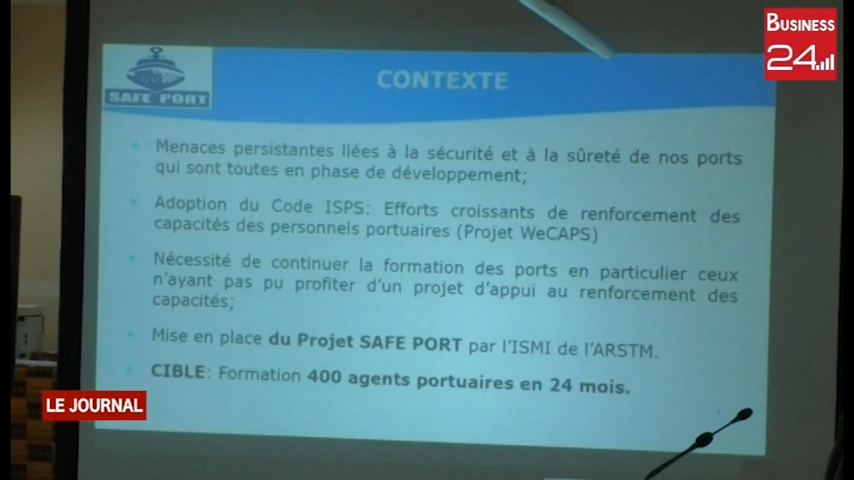 BUSINESS
24
SAFE PORT
CONTEXTE
Menaces persistantes liées à la sécurité et à la sûreté de nos ports
qui sont toutes en phase de développement;
Adoption du Code ISPS: Efforts croissants de renforcement des
capacités des personnels portuaires (Projet WeCAPS)
Nécessité de continuer la formation des ports en particulier ceux
n'ayant pas pu profiter d'un projet d'appui au renforcement des
capacités;
Mise en place du Projet SAFE PORT par l'ISMI de l'ARSTM.
CIBLE: Formation 400 agents portuaires en 24 mois.
LE JOURNAL